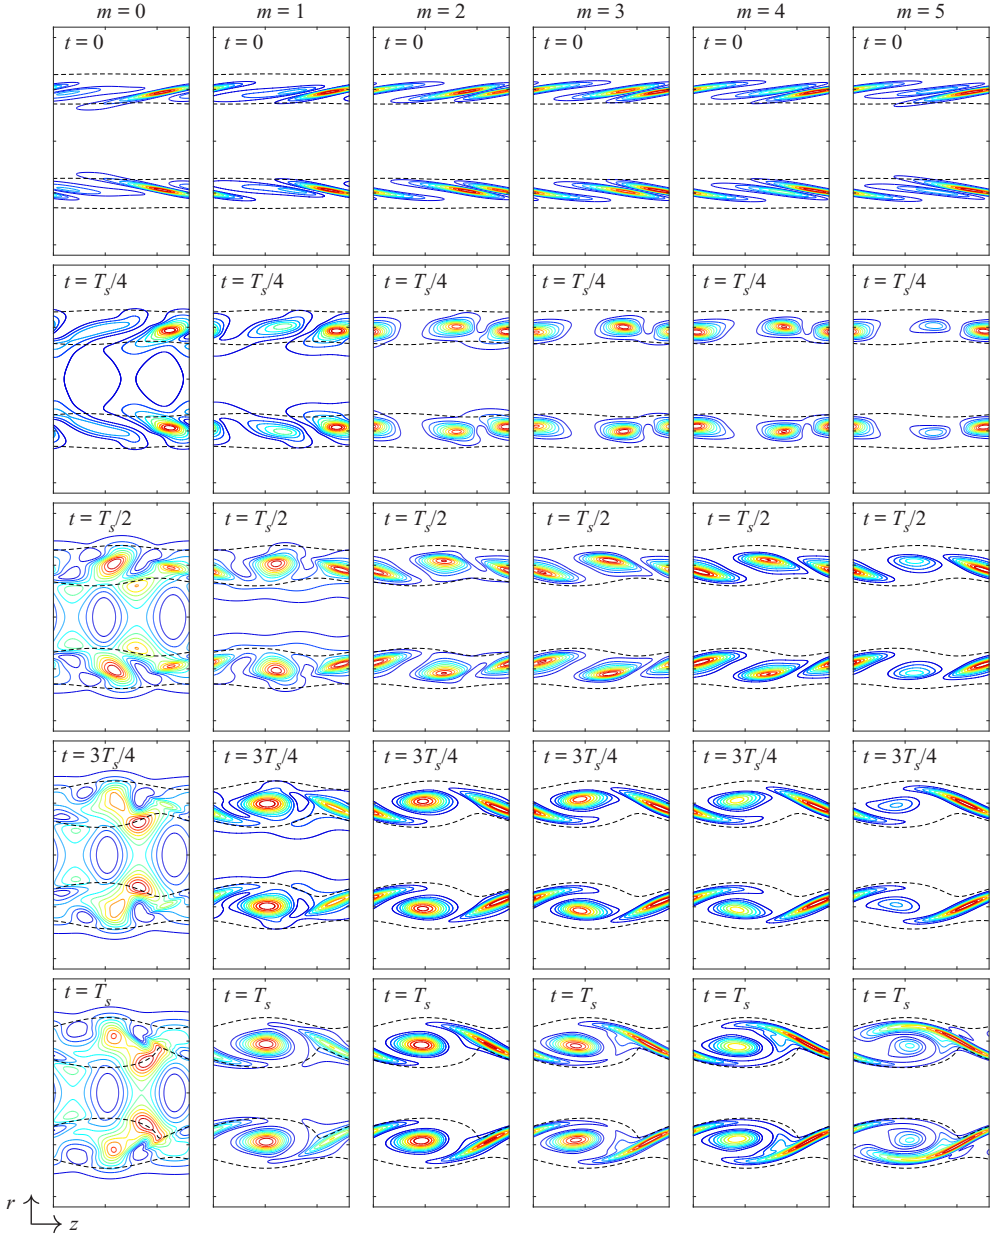 m = 0 m = 1 m = 2 m = 3 m = 4 m = 5
t = 0 t = 0 t = 0 t = 0 t = 0 t = 0
t = T_s/4 t = T_s/4 t = T_s/4 t = T_s/4 t = T_s/4 t = T_s/4
t = T_s/2 t = T_s/2 t = T_s/2 t = T_s/2 t = T_s/2 t = T_s/2
t = 3T_s/4 t = 3T_s/4 t = 3T_s/4 t = 3T_s/4 t = 3T_s/4 t = 3T_s/4
t = T_s t = T_s t = T_s t = T_s t = T_s t = T_s
r
z